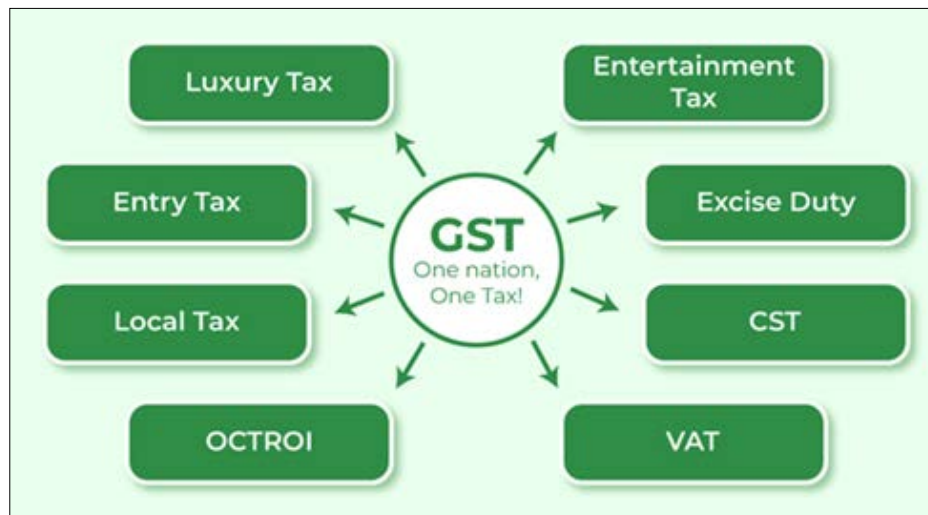 Luxury Tax
Entertainment
Tax
Entry Tax
Excise Duty
GST
One nation,
One Tax!
Local Tax
CST
OCTROI
VAT